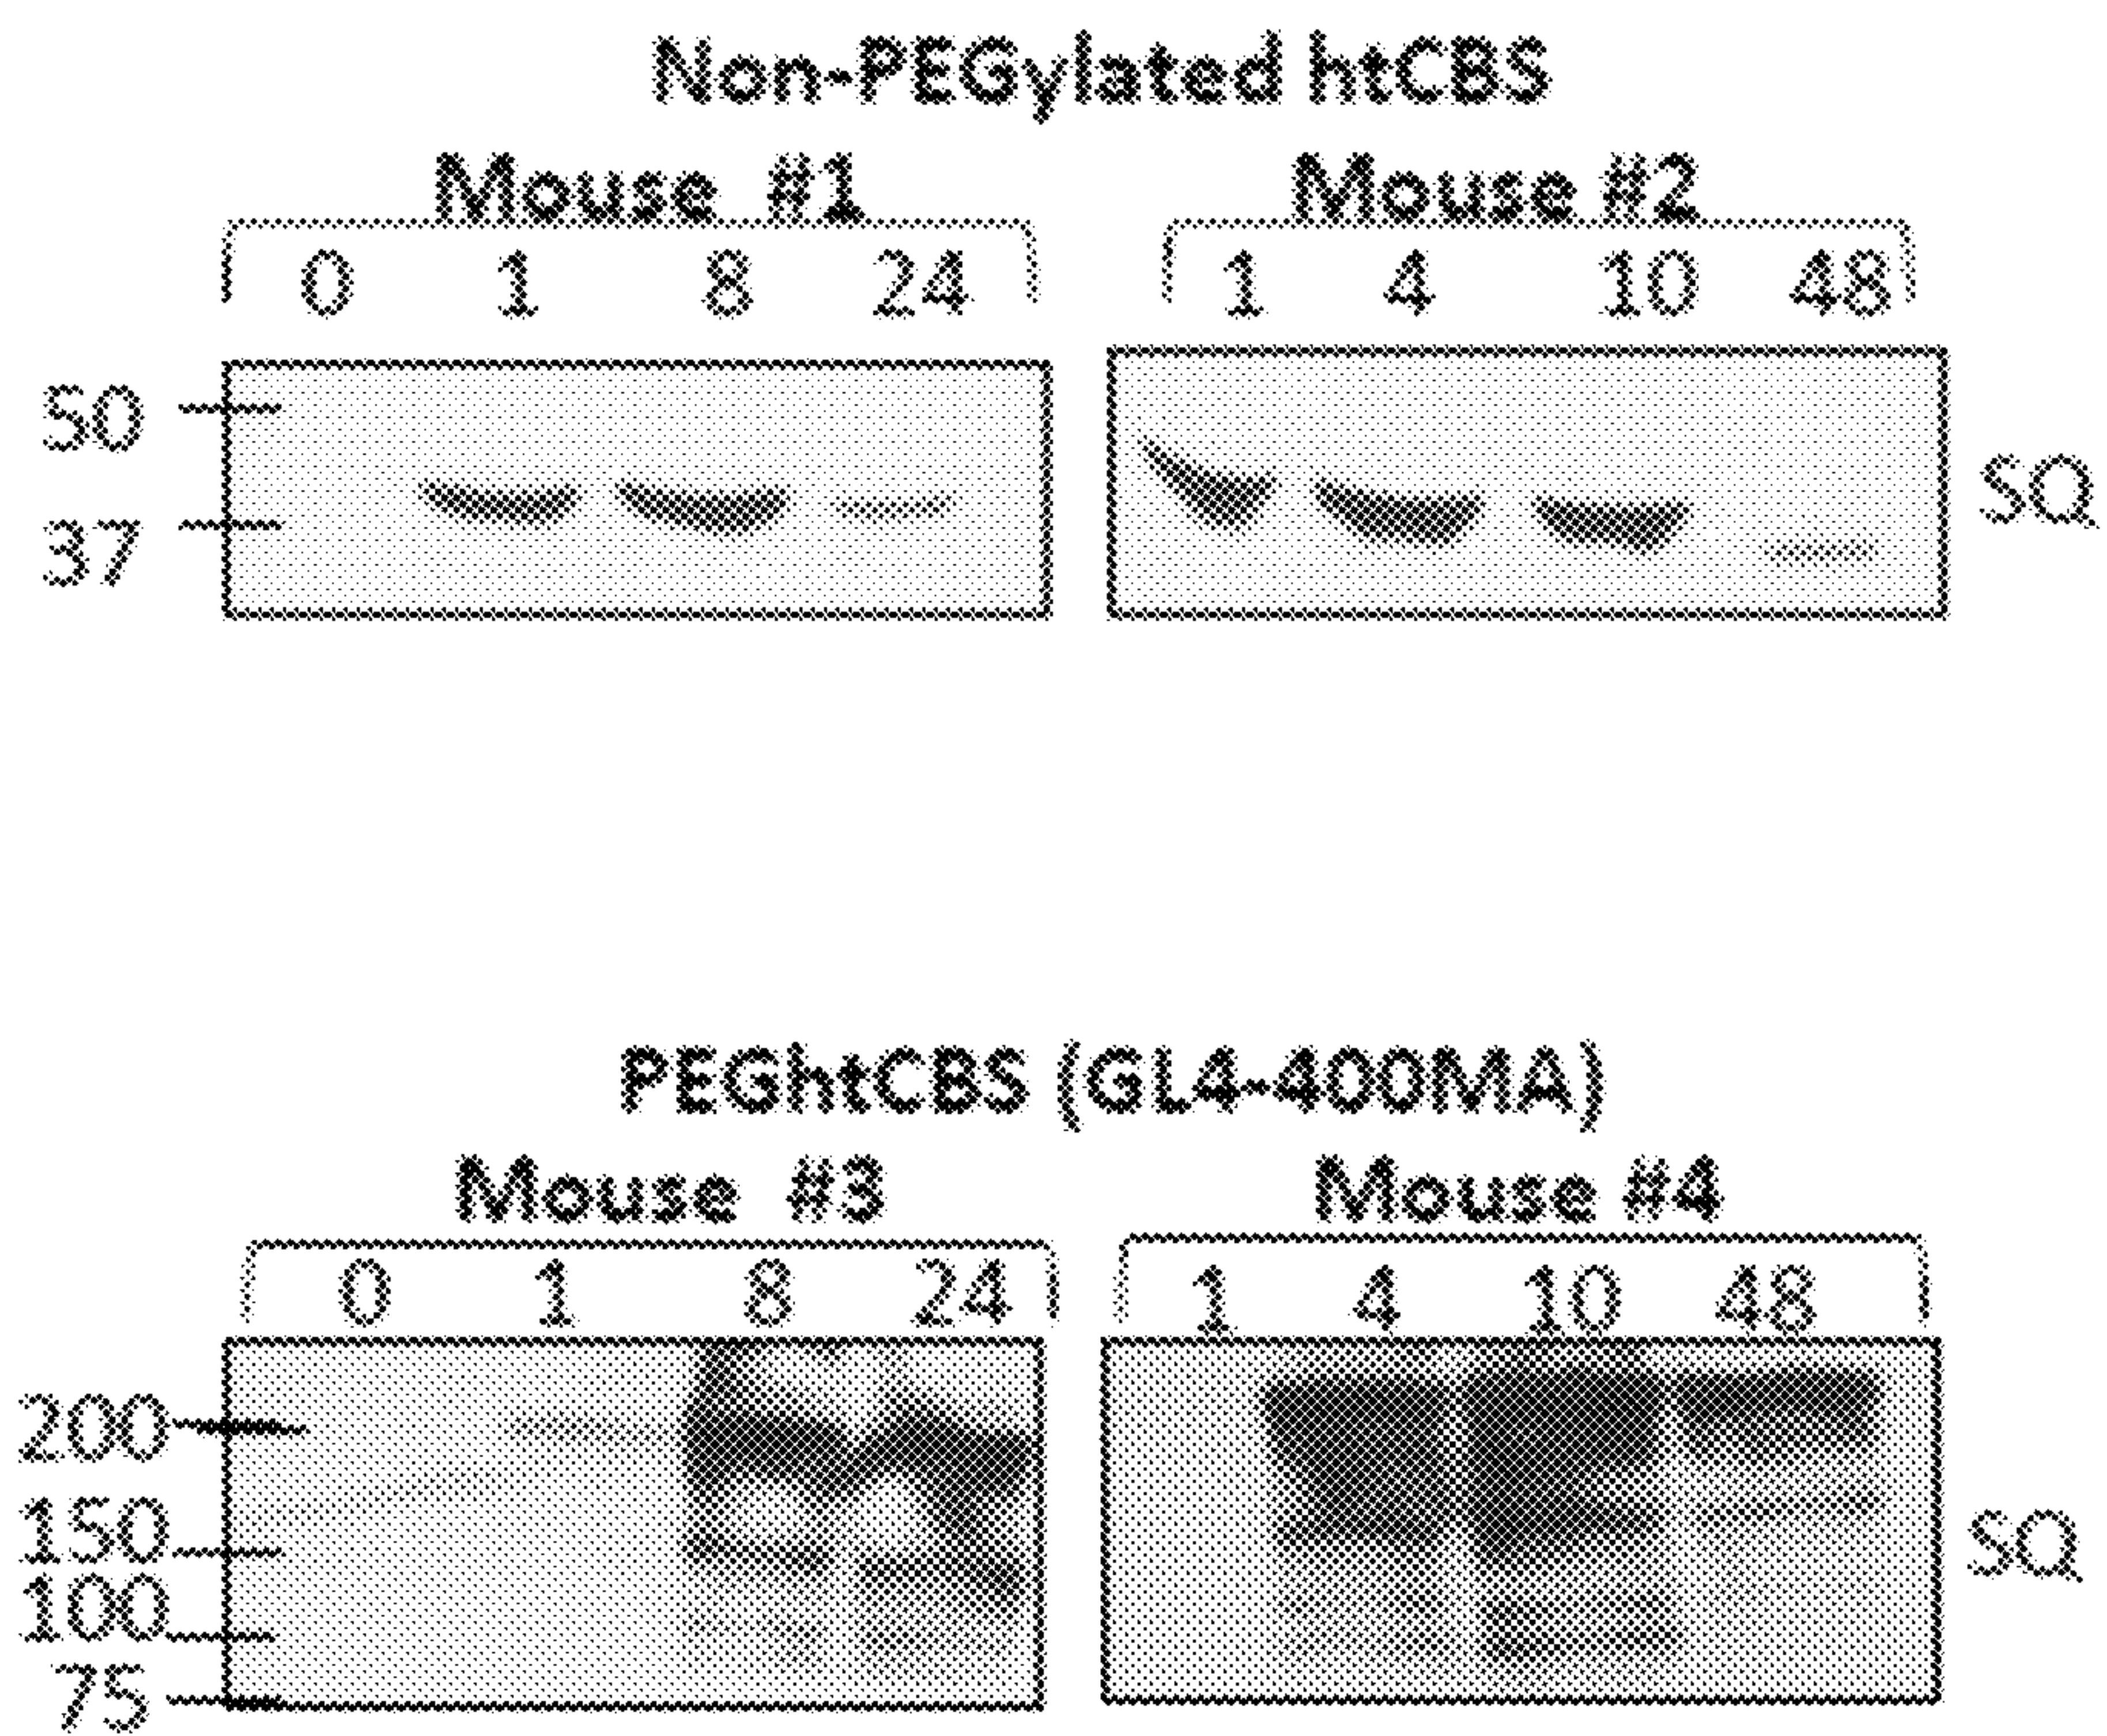 Non-PEGylated htCBS
Mouse #1 Mouse #2
0 1 8 24 1 4 10 48
50
SQ
37
PEGhtCBS (GL4-400MA)
Mouse #3 Mouse #4
0 1 8 24 1 4 10 48
200
150
SQ
100
75